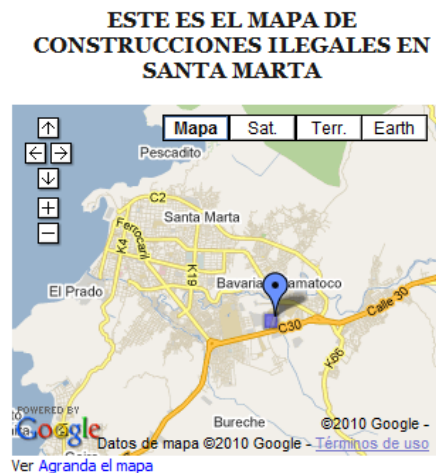 ESTE ES EL MAPA DE
CONSTRUCCIONES ILEGALES EN
SANTA MARTA
Mapa Sat. Terr. Earth
Pescadito
C2
Santa Marta
Ferrocaril
K4
K19
El Prado
Bavaria
C30
Calle 30
K66
POWERED BY
Google
Bureche
©2010 Google -
Datos de mapa ©2010 Google - Términos de uso
Ver Agranda el mapa